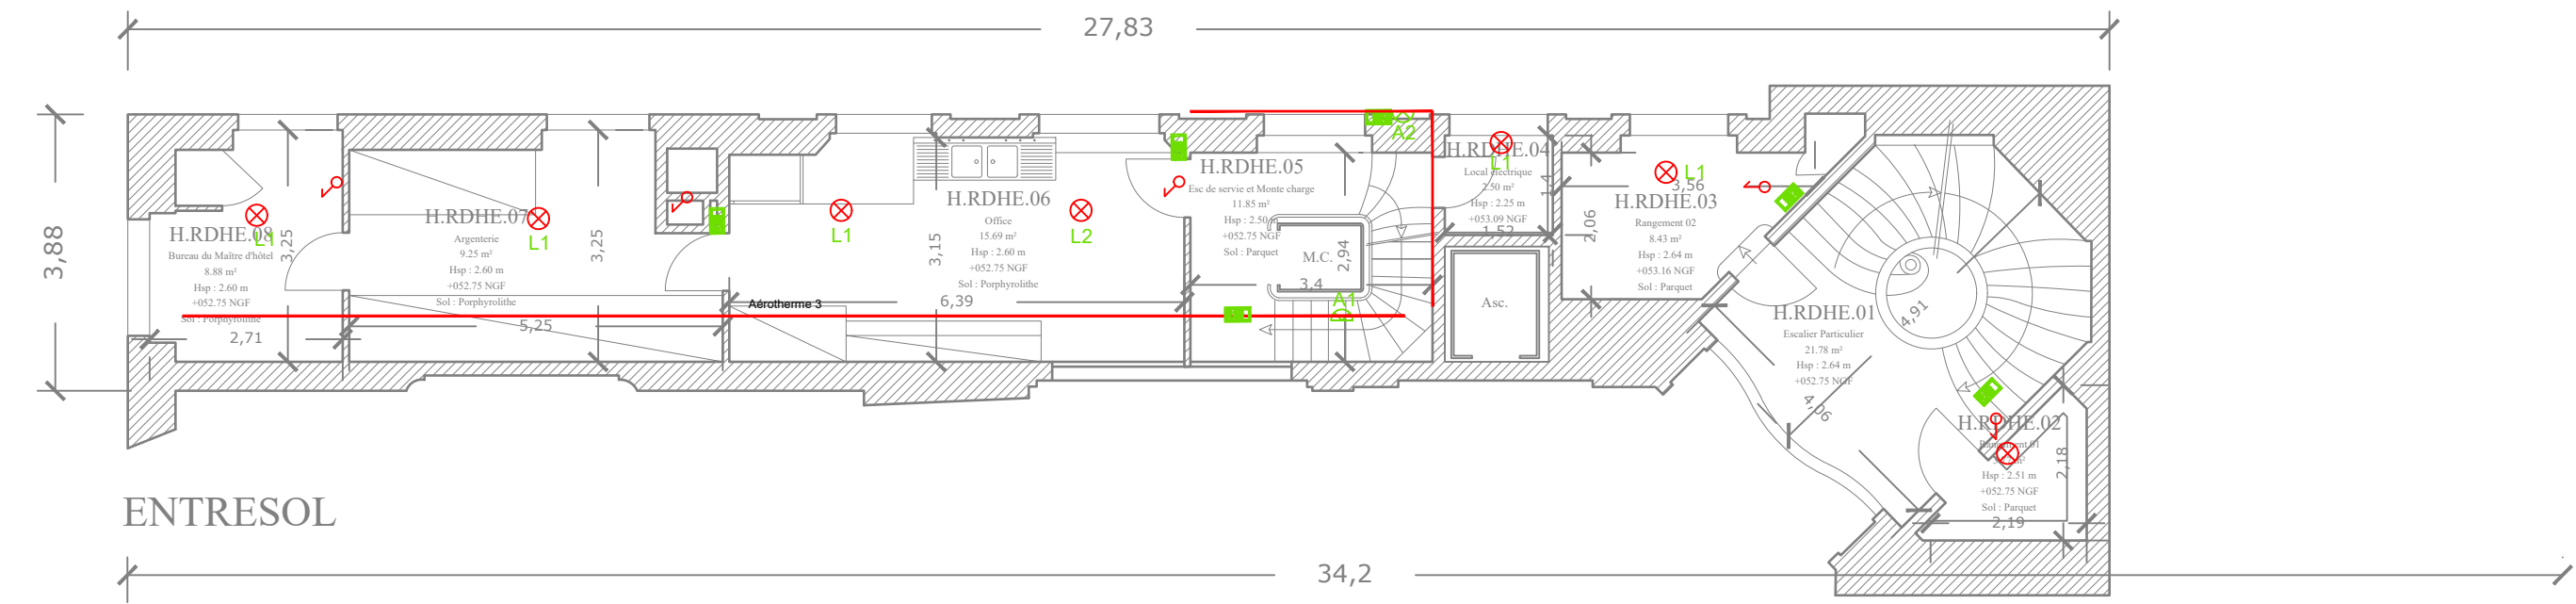 27,83
3,88
H.RDHE.08
Bureau du Maître d'hôtel
8.88 m²
Hsp : 2.60 m
+052.75 NGF
Sol : Porphyrolithe
L1
3,25
2,71
H.RDHE.07
Argenterie
9.25 m²
Hsp : 2.60 m
+052.75 NGF
Sol : Porphyrolithe
L1
3,25
5,25
Aérotherme 3
L1
3,15
6,39
H.RDHE.06
Office
15.69 m²
Hsp : 2.60 m
+052.75 NGF
Sol : Porphyrolithe
L2
H.RDHE.05
Esc de servie et Monte charge
11.85 m²
Hsp : 2.50 m
+052.75 NGF
Sol : Parquet
M.C.
2,94
3,4
A1
A2
H.RDHE.04
L1
Local électrique
2.50 m²
Hsp : 2.25 m
+053.09 NGF
1,52
Asc.
L1
3,56
2,06
H.RDHE.03
Rangement 02
8.43 m²
Hsp : 2.64 m
+053.16 NGF
Sol : Parquet
H.RDHE.01
Escalier Particulier
21.78 m²
Hsp : 2.64 m
+052.75 NGF
4,91
4,06
H.RDHE.02
Rangement 01
Hsp : 2.51 m
+052.75 NGF
Sol : Parquet
2,18
2,19
ENTRESOL
34,2